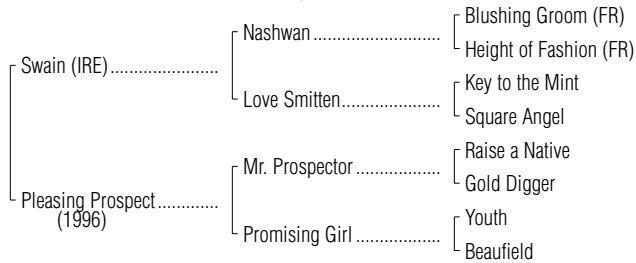 Blushing Groom (FR)
Nashwan ...........................
Height of Fashion (FR)
Swain (IRE) .......................
Key to the Mint
Love Smitten.....................
Square Angel
Raise a Native
Mr. Prospector ..................
Gold Digger
Pleasing Prospect .............
(1996)
Youth
Promising Girl ..................
Beaufield